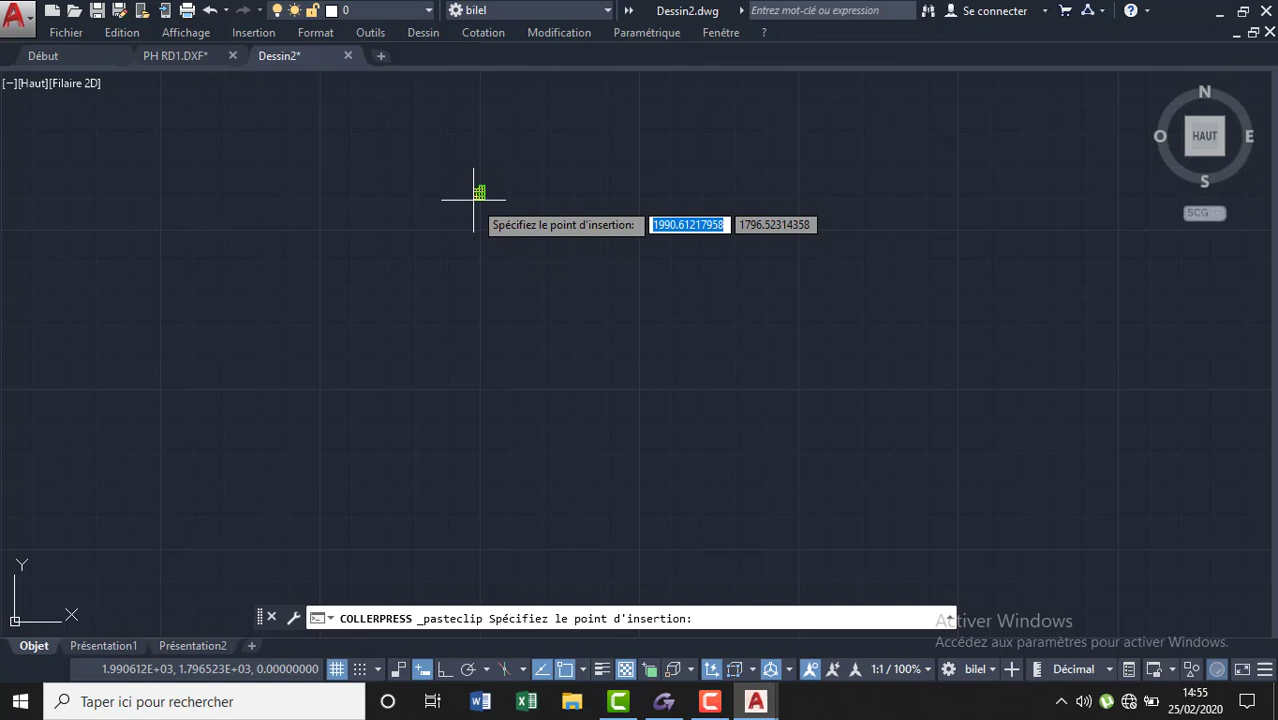 0
bilel
Dessin2.dwg
Entrez mot-clé ou expression
Se connecter
?
Fichier
Edition
Affichage
Insertion
Format
Outils
Dessin
Cotation
Modification
Paramétrique
Fenêtre
?
Début
PH RD1.DXF*
Dessin2*
[−][Haut][Filaire 2D]
N
O
HAUT
E
S
SCG
Spécifiez le point d'insertion:
1990.61217958
1796.52314358
Y
X
COLLERPRESS _pasteclip Spécifiez le point d'insertion:
Activer Windows
Accédez aux paramètres pour activer Windows.
Objet
Présentation1
Présentation2
1.990612E+03, 1.796523E+03, 0.00000000
1:1 / 100%
bilel
Décimal
Taper ici pour rechercher
14:55
25/02/2020